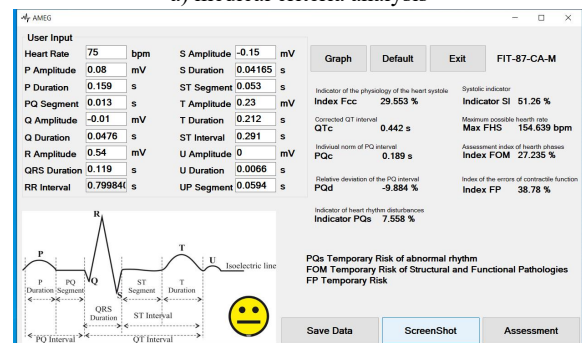 a) medical criteria analysis
AMEG
User Input
Heart Rate 75 bpm S Amplitude -0.15 mV
P Amplitude 0.08 mV S Duration 0.04165 s
P Duration 0.159 s ST Segment 0.053 s
PQ Segment 0.013 s T Amplitude 0.23 mV
Q Amplitude -0.01 mV T Duration 0.212 s
Q Duration 0.0476 s ST Interval 0.291 s
R Amplitude 0.54 mV U Amplitude 0 mV
QRS Duration 0.119 s U Duration 0.0066 s
RR Interval 0.799840 s UP Segment 0.0594 s
Graph Default Exit FIT-87-CA-M
Indicator of the physiology of the heart systole Systolic indicator
Index Fcc 29.553 % Indicator SI 51.26 %
Corrected QT interval Maximum possible hearth rate
QTc 0.442 s Max FHS 154.639 bpm
Indiviual norm of PQ interval Assessment index of hearth phases
PQc 0.189 s Index FOM 27.235 %
Relative deviation of the PQ interval Index of the errors of contractile function
PQd -9.884 % Index FP 38.78 %
Indicator of heart rhythm disturbances
Indicator PQs 7.558 %
PQs Temporary Risk of abnormal rhythm
FOM Temporary Risk of Structural and Functional Pathologies
FP Temporary Risk
R
P T U Isoelectric line
Q S
P Duration
PQ Segment
ST Segment
T Duration
QRS Duration
ST Interval
PQ Interval QT Interval
Save Data ScreenShot Assessment